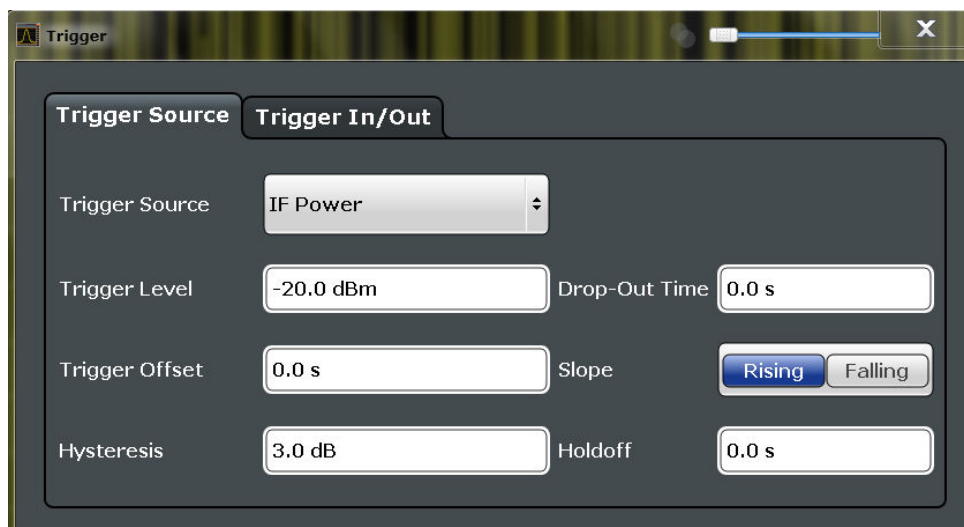 Trigger
X
Trigger Source
Trigger In/Out
Trigger Source
IF Power
Trigger Level
-20.0 dBm
Drop-Out Time
0.0 s
Trigger Offset
0.0 s
Slope
Rising
Falling
Hysteresis
3.0 dB
Holdoff
0.0 s